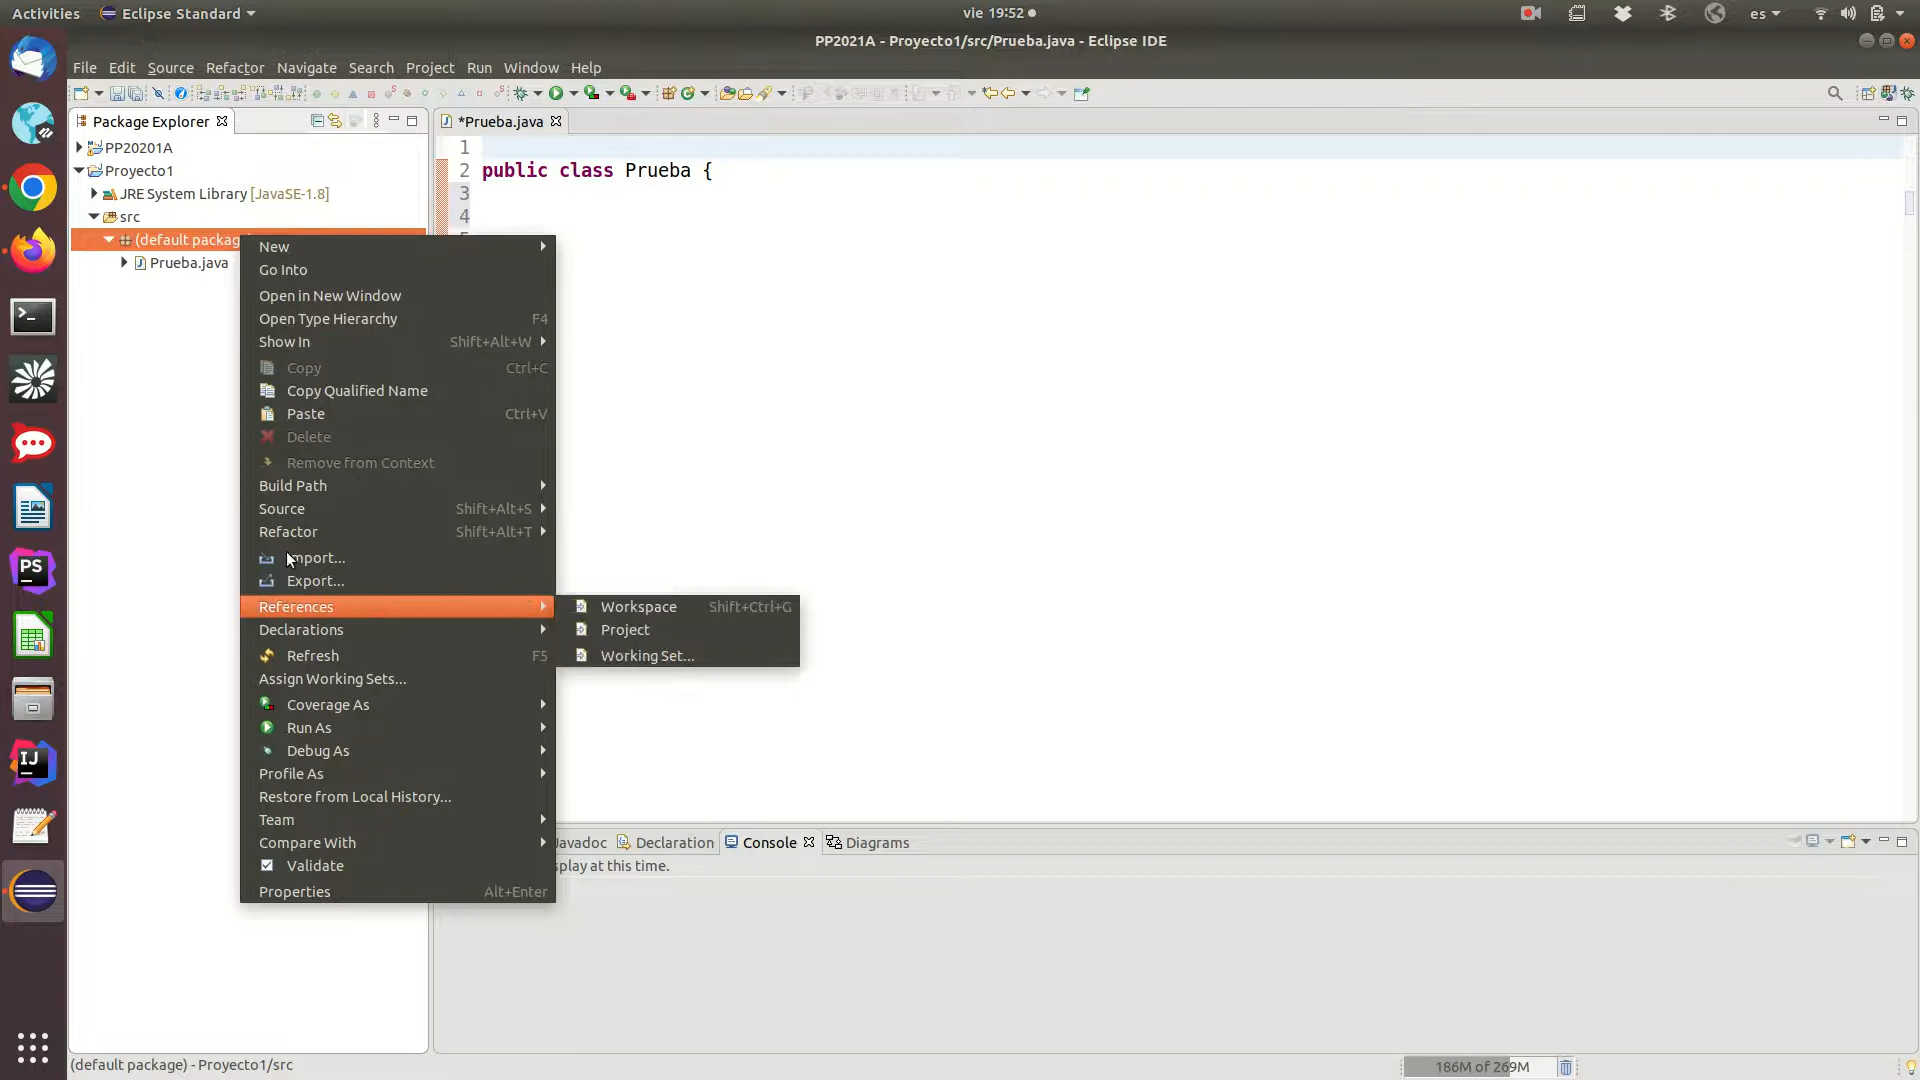 Activities
Eclipse Standard
vie 19:52
es
PP2021A - Proyecto1/src/Prueba.java - Eclipse IDE
File Edit Source Refactor Navigate Search Project Run Window Help
Package Explorer
*Prueba.java
PP20201A
Proyecto1
JRE System Library [JavaSE-1.8]
src
(default packag
Prueba.java
1
2 public class Prueba {
3
4
New
Go Into
Open in New Window
Open Type Hierarchy F4
Show In Shift+Alt+W
Copy Ctrl+C
Copy Qualified Name
Paste Ctrl+V
Delete
Remove from Context
Build Path
Source Shift+Alt+S
Refactor Shift+Alt+T
Import...
Export...
References
Declarations
Refresh F5
Assign Working Sets...
Coverage As
Run As
Debug As
Profile As
Restore from Local History...
Team
Compare With
Validate
Properties Alt+Enter
Workspace Shift+Ctrl+G
Project
Working Set...
Javadoc Declaration Console Diagrams
splay at this time.
(default package) - Proyecto1/src
186M of 269M
PS
IJ